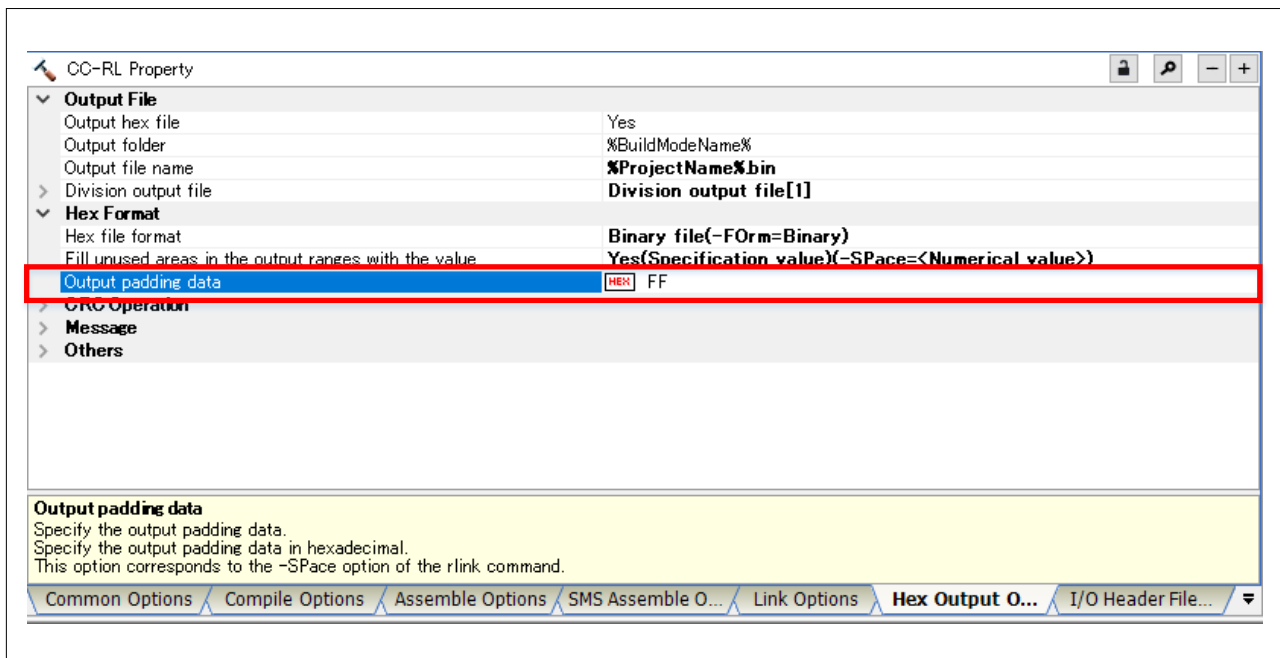 CC-RL Property
Output File
Output hex file Yes
Output folder %BuildModeName%
Output file name %ProjectName%.bin
Division output file Division output file[1]
Hex Format
Hex file format Binary file(-FOrm=Binary)
Fill unused areas in the output ranges with the value Yes(Specification value)(-SPace=<Numerical value>)
Output padding data HEX FF
CRC Operation
Message
Others
Output padding data
Specify the output padding data.
Specify the output padding data in hexadecimal.
This option corresponds to the -SPace option of the rlink command.
Common Options Compile Options Assemble Options SMS Assemble O... Link Options Hex Output O... I/O Header File...